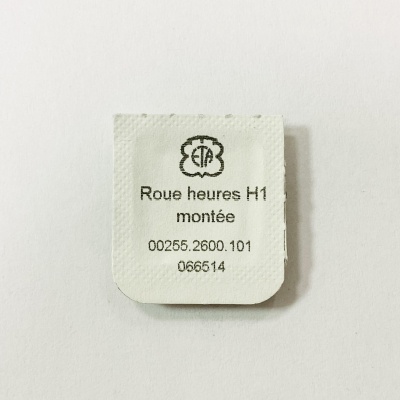 ETA
Roue heures H1
montée
00255.2600.101
066514